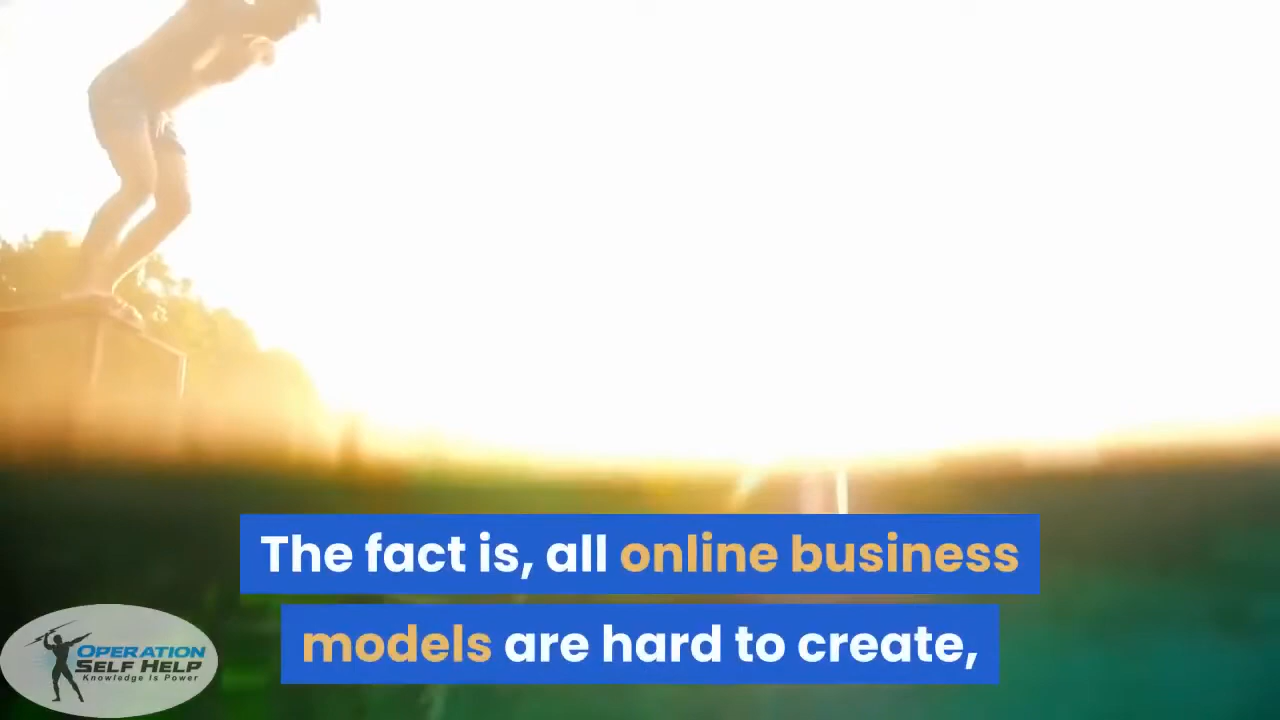 The fact is, all online business
models are hard to create,
OPERATION
SELF HELP
Knowledge Is Power